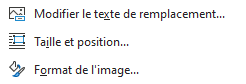 Modifier le texte de remplacement...
Taille et position...
Format de l'image...